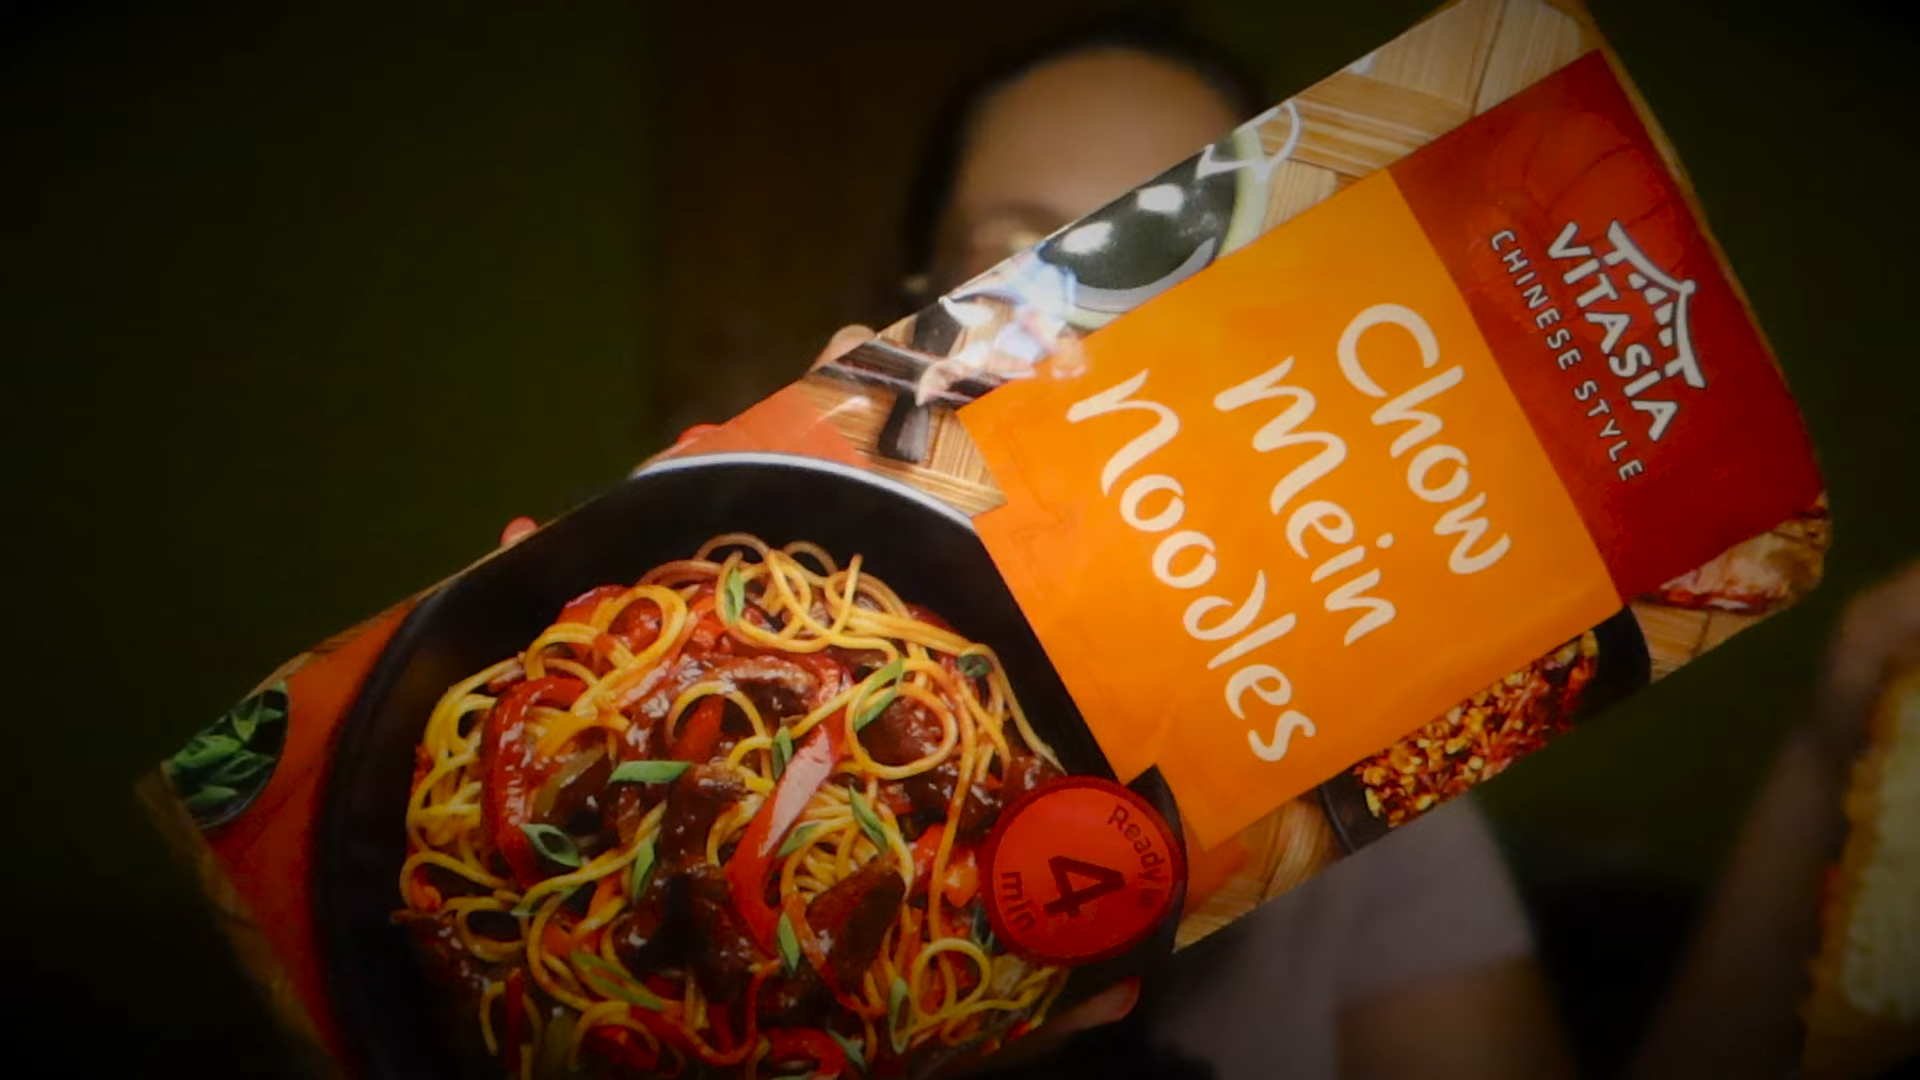 VITASIA
CHINESE STYLE
Chow
Mein
Noodles
Ready
4
min